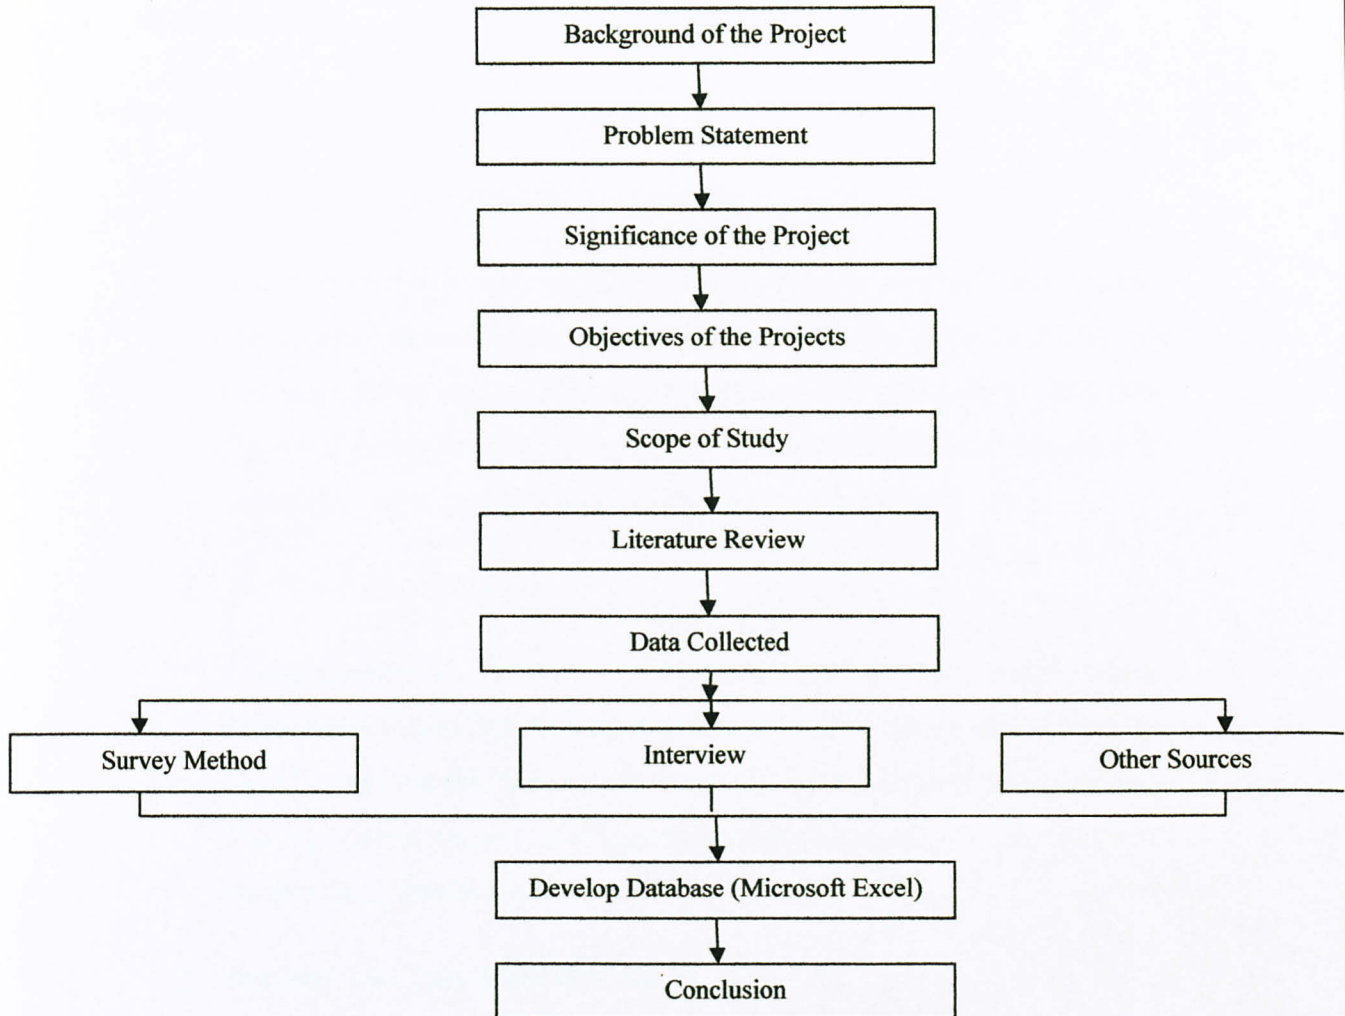 Background of the Project
Problem Statement
Significance of the Project
Objectives of the Projects
Scope of Study
Literature Review
Data Collected
Survey Method
Interview
Other Sources
Develop Database (Microsoft Excel)
Conclusion